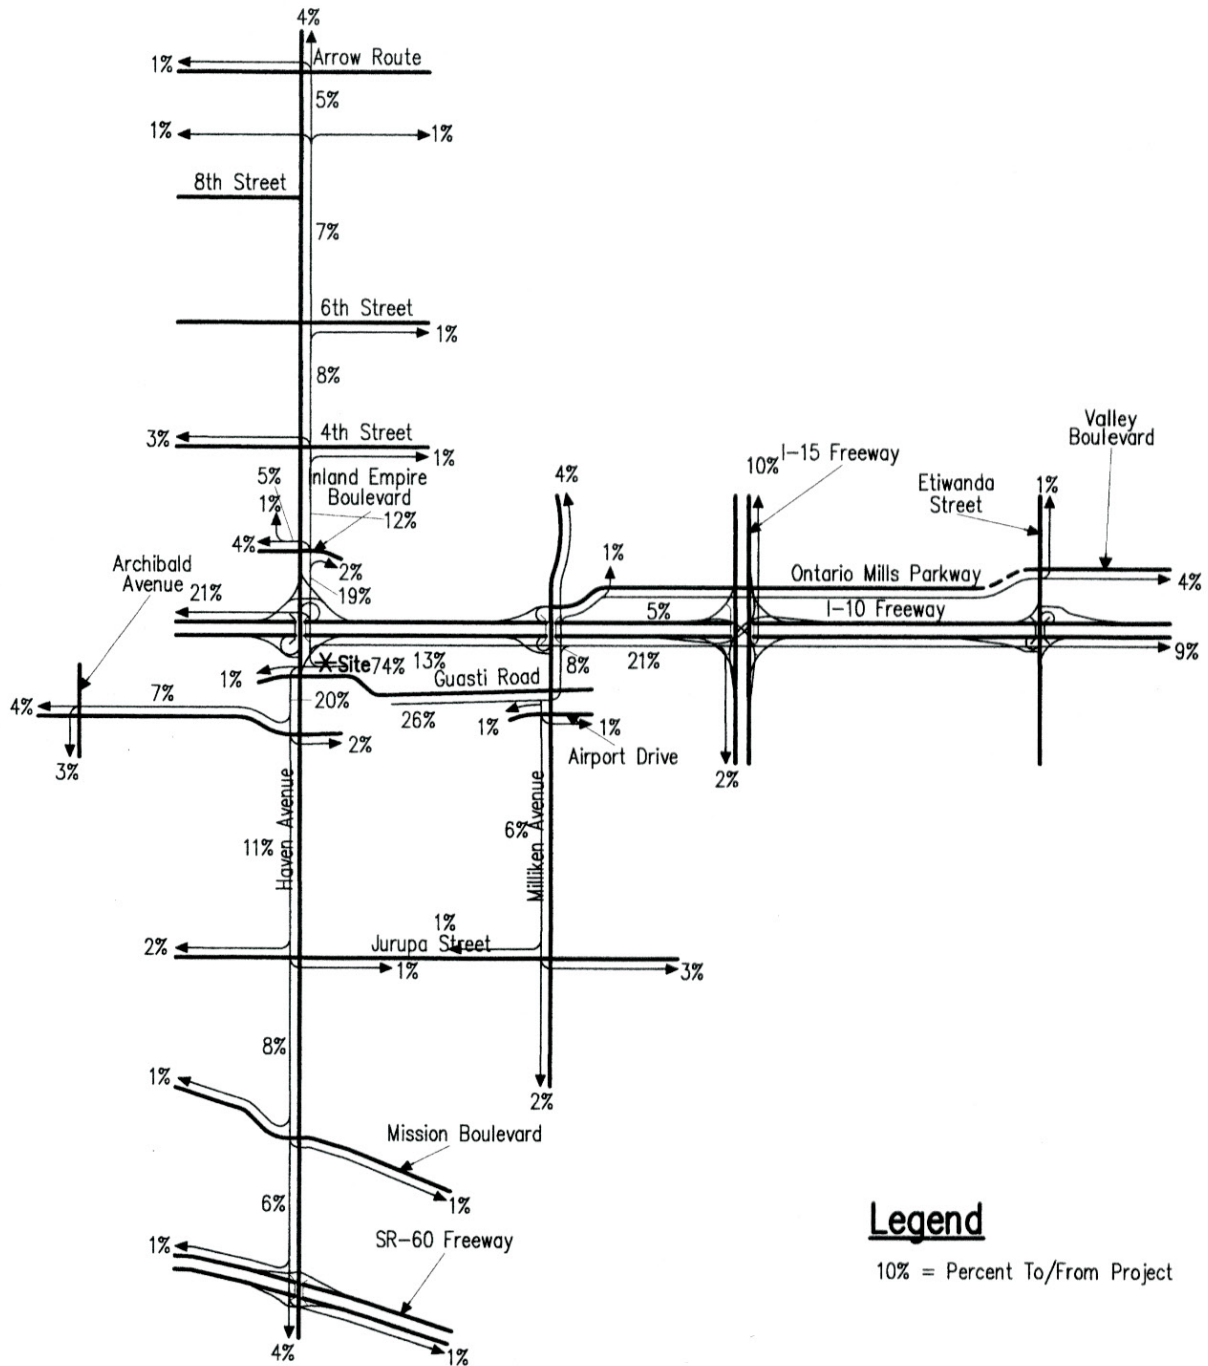 4%
Arrow Route
1%
5%
1%
1%
8th Street
7%
6th Street
1%
8%
3%
4th Street
1%
Valley
Boulevard
5%
nland Empire
Boulevard
1%
12%
4%
2%
19%
4%
10%
I-15 Freeway
Etiwanda
Street
1%
Archibald
Avenue
21%
1%
Ontario Mills Parkway
4%
5%
I-10 Freeway
Site 74%
13%
8%
21%
9%
1%
Guasti Road
7%
20%
4%
26%
1%
1%
2%
Airport Drive
3%
2%
Haven Avenue
11%
Milliken Avenue
6%
1%
2%
Jurupa Street
1%
3%
8%
1%
2%
Mission Boulevard
6%
1%
SR-60 Freeway
1%
4%
1%
Legend
10% = Percent To/From Project